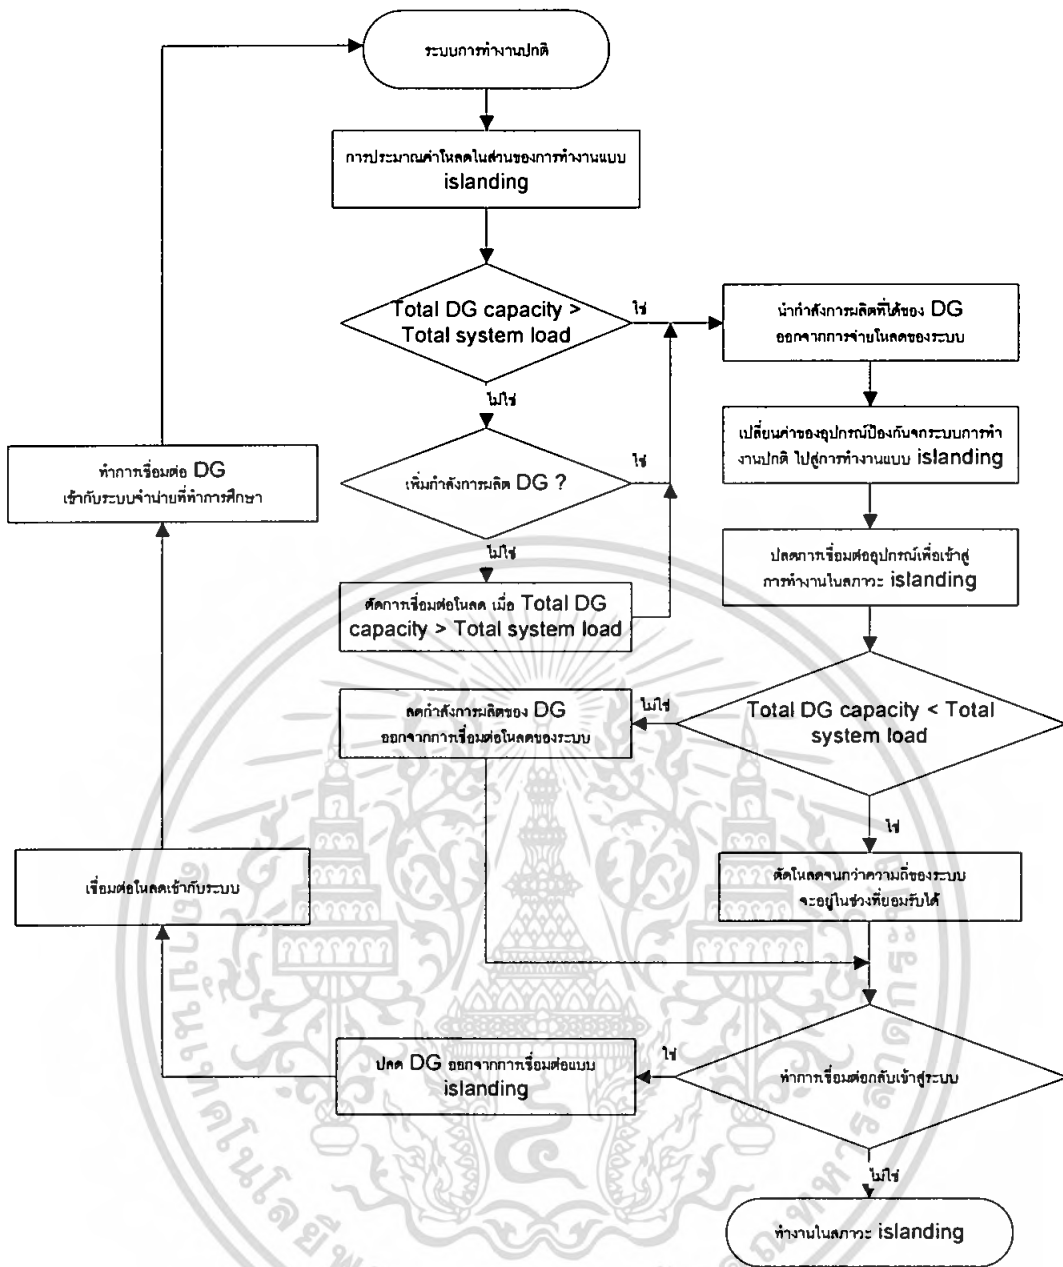 ระบบการทำงานปกติ
การประมาณค่าโหลดในส่วนของการทำงานแบบ
islanding
Total DG capacity >
Total system load
ใช่
ไม่ใช่
เพิ่มกำลังการผลิต DG ?
ใช่
ไม่ใช่
ตัดการเชื่อมต่อโหลด เมื่อ Total DG
capacity > Total system load
นำกำลังการผลิตที่ได้ของ DG
ออกจากการจ่ายโหลดของระบบ
เปลี่ยนค่าของอุปกรณ์ป้องกันจกระบบการทำ
งานปกติ ไปสู่การทำงานแบบ islanding
ปลดการเชื่อมต่ออุปกรณ์เพื่อเข้าสู่
การทำงานในสภาวะ islanding
Total DG capacity < Total
system load
ไม่ใช่
ลดกำลังการผลิตของ DG
ออกจากการเชื่อมต่อโหลดของระบบ
ใช่
ตัดโหลดจนกว่าความถี่ของระบบ
จะอยู่ในช่วงที่ยอมรับได้
ทำการเชื่อมต่อกลับเข้าสู่ระบบ
ใช่
ปลด DG ออกจากการเชื่อมต่อแบบ
islanding
เชื่อมต่อโหลดเข้ากับระบบ
ทำการเชื่อมต่อ DG
เข้ากับระบบจำหน่ายที่ทำการศึกษา
ไม่ใช่
ทำงานในสภาวะ islanding